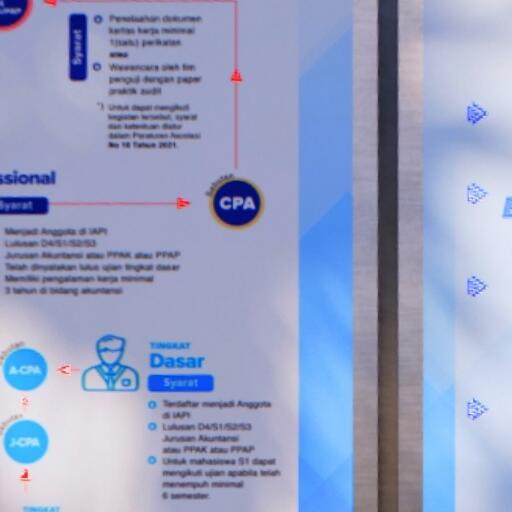 Syarat
Penelaahan dokumen
kertas kerja minimal
1(satu) perikatan
atau
Wawancara oleh tim
penguji dengan paper
praktik audit
*) Untuk dapat mengikuti
kegiatan tersebut, syarat
dan ketentuan diatur
dalam Peraturan Asosiasi
No 16 Tahun 2021.
ssional
Syarat
Sebutan
CPA
Menjadi Anggota di IAPI
Lulusan D4/S1/S2/S3
Jurusan Akuntansi atau PPAK atau PPAP
Telah dinyatakan lulus ujian tingkat dasar
Memiliki pengalaman kerja minimal
3 tahun di bidang akuntansi
Sebutan
A-CPA
Sebutan
J-CPA
TINGKAT
Dasar
Syarat
Terdaftar menjadi Anggota
di IAPI
Lulusan D4/S1/S2/S3
Jurusan Akuntansi
atau PPAK atau PPAP
Untuk mahasiswa S1 dapat
mengikuti ujian apabila telah
menempuh minimal
6 semester.
TINGKAT